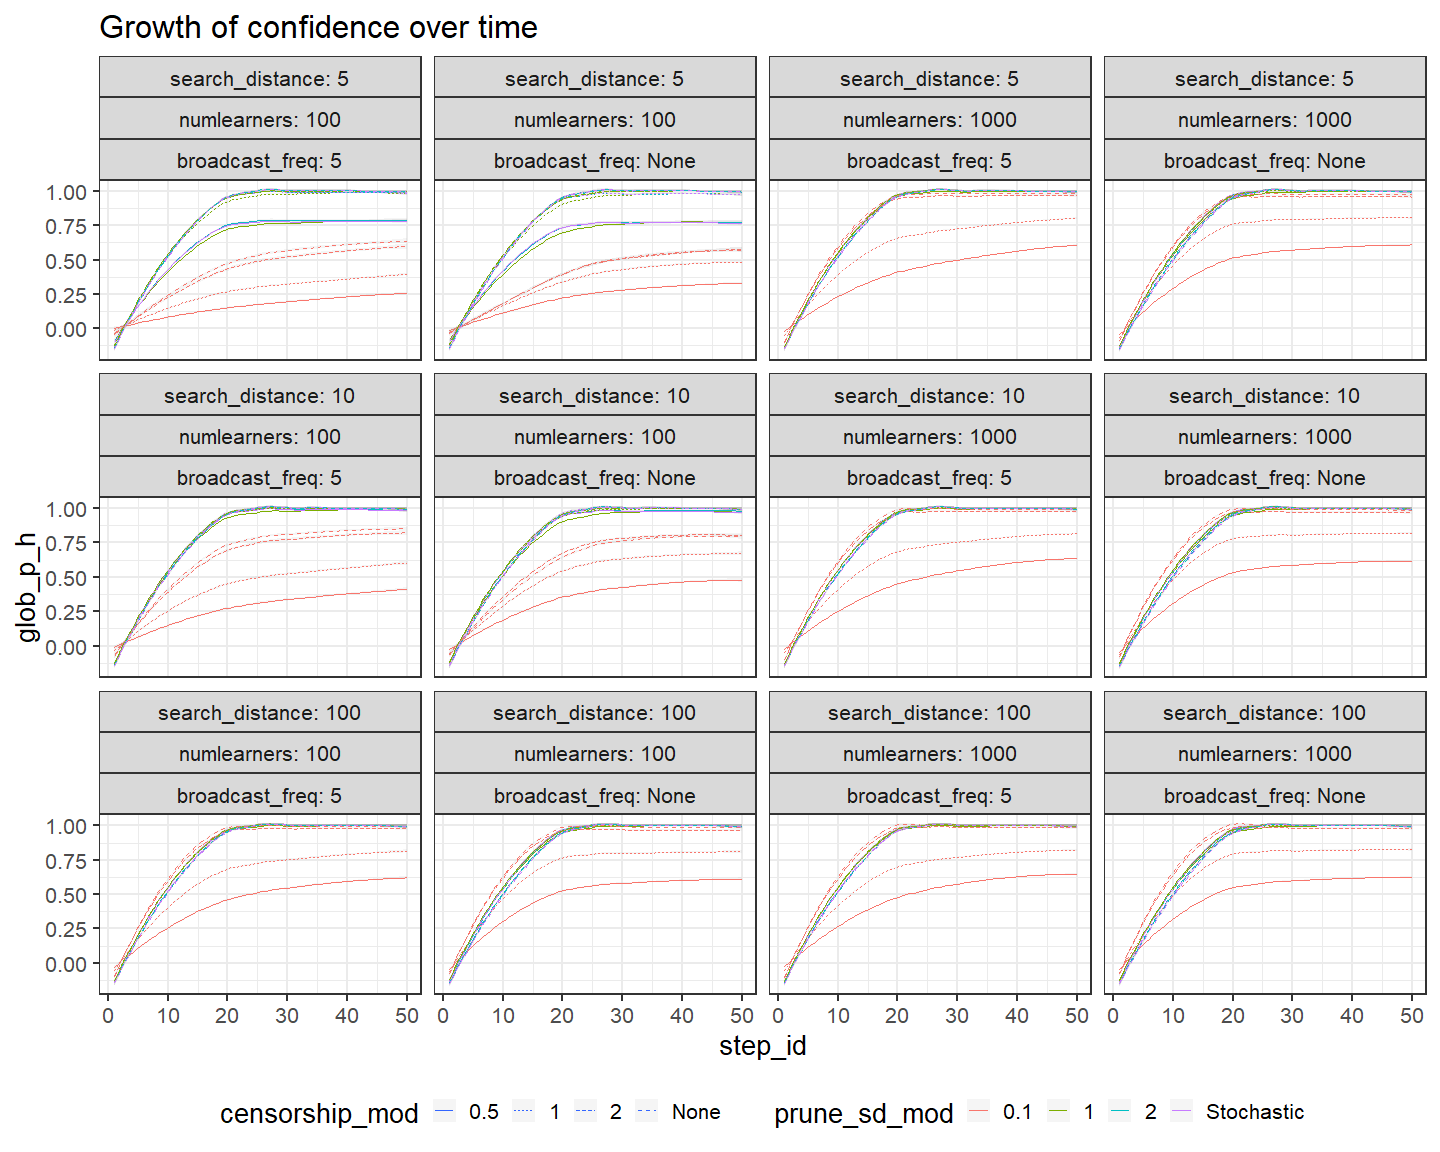 Growth of confidence over time
search_distance: 5 search_distance: 5 search_distance: 5 search_distance: 5
numlearners: 100 numlearners: 100 numlearners: 1000 numlearners: 1000
broadcast_freq: 5 broadcast_freq: None broadcast_freq: 5 broadcast_freq: None
1.00
0.75
0.50
0.25
0.00
search_distance: 10 search_distance: 10 search_distance: 10 search_distance: 10
numlearners: 100 numlearners: 100 numlearners: 1000 numlearners: 1000
broadcast_freq: 5 broadcast_freq: None broadcast_freq: 5 broadcast_freq: None
glob_p_h
1.00
0.75
0.50
0.25
0.00
search_distance: 100 search_distance: 100 search_distance: 100 search_distance: 100
numlearners: 100 numlearners: 100 numlearners: 1000 numlearners: 1000
broadcast_freq: 5 broadcast_freq: None broadcast_freq: 5 broadcast_freq: None
1.00
0.75
0.50
0.25
0.00
0 10 20 30 40 50 0 10 20 30 40 50 0 10 20 30 40 50 0 10 20 30 40 50
step_id
censorship_mod 0.5 1 2 None prune_sd_mod 0.1 1 2 Stochastic